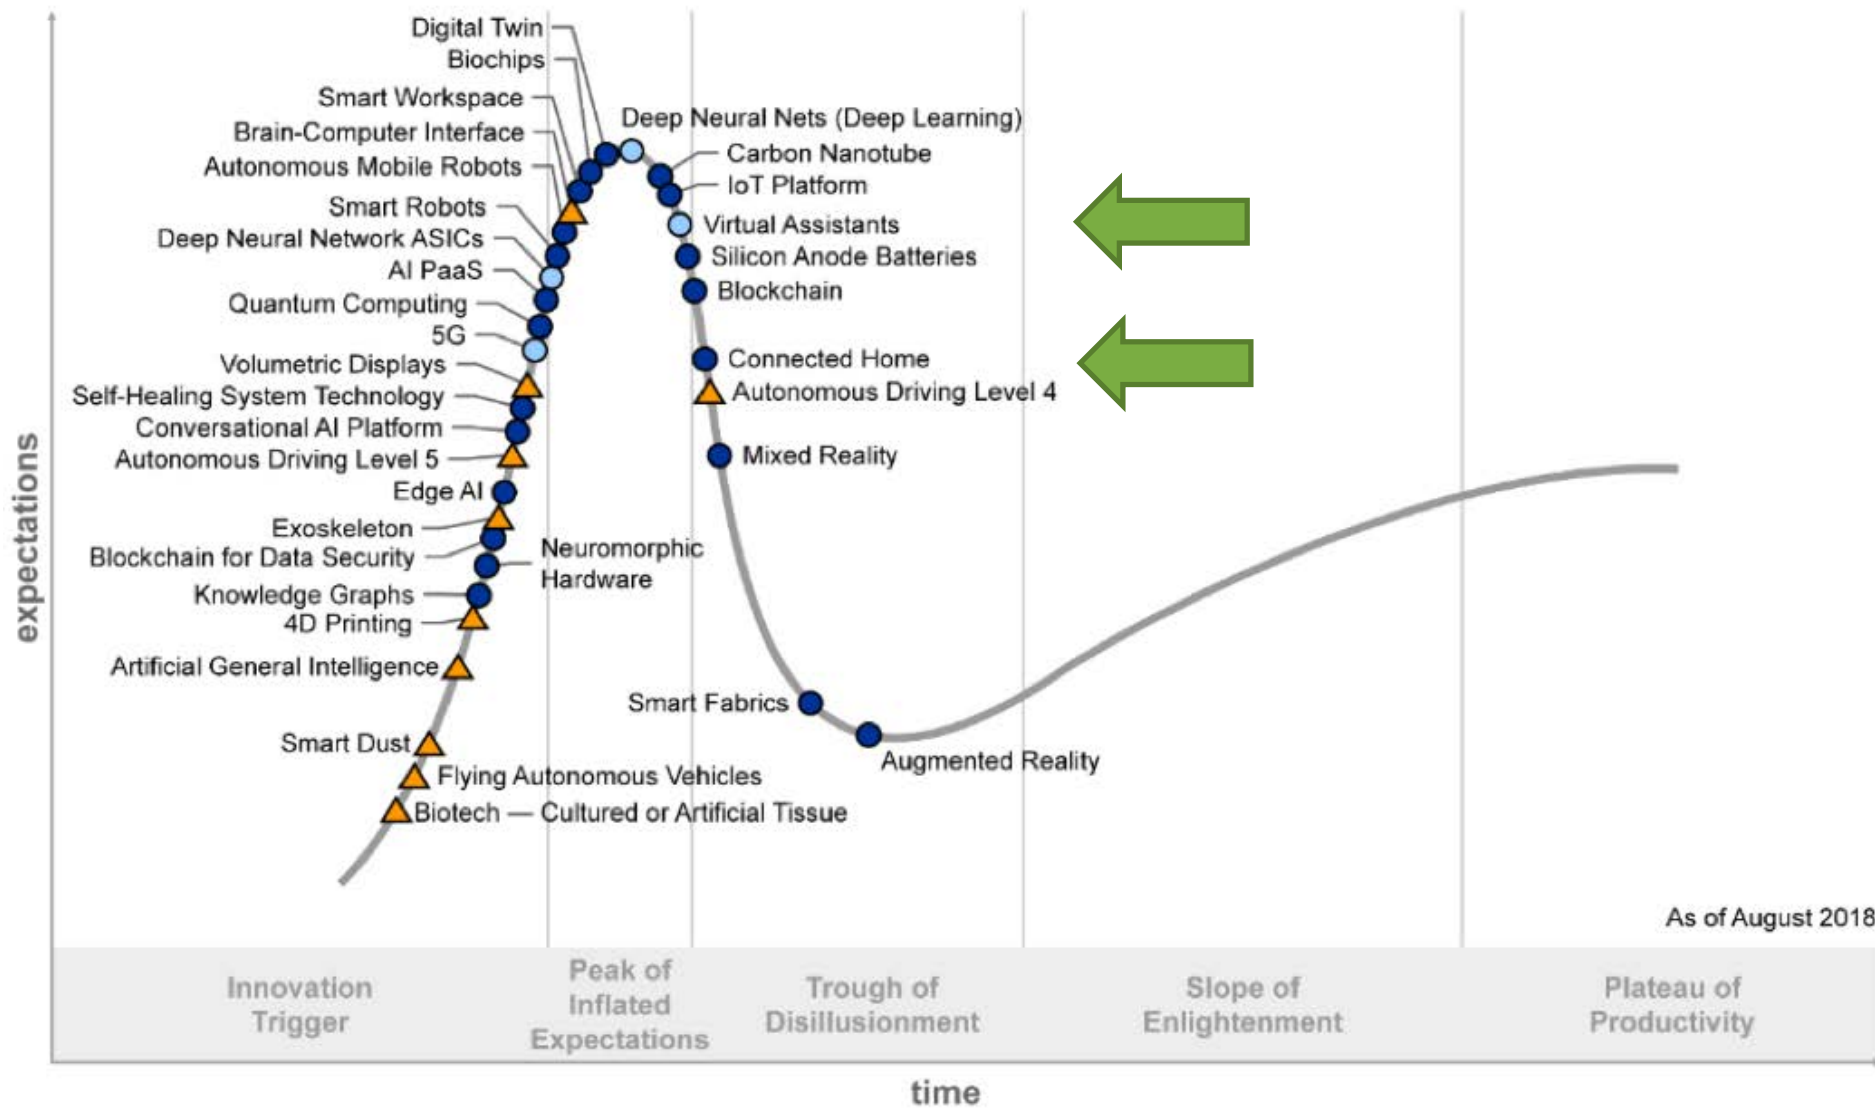 Digital Twin
Biochips
Smart Workspace
Brain-Computer Interface
Autonomous Mobile Robots
Smart Robots
Deep Neural Network ASICs
AI PaaS
Quantum Computing
5G
Volumetric Displays
Self-Healing System Technology
Conversational AI Platform
Autonomous Driving Level 5
Edge AI
Exoskeleton
Blockchain for Data Security
Neuromorphic
Hardware
Knowledge Graphs
4D Printing
Artificial General Intelligence
Smart Dust
Flying Autonomous Vehicles
Biotech — Cultured or Artificial Tissue
Deep Neural Nets (Deep Learning)
Carbon Nanotube
IoT Platform
Virtual Assistants
Silicon Anode Batteries
Blockchain
Connected Home
Autonomous Driving Level 4
Mixed Reality
Smart Fabrics
Augmented Reality
expectations
As of August 2018
Innovation
Trigger
Peak of
Inflated
Expectations
Trough of
Disillusionment
Slope of
Enlightenment
Plateau of
Productivity
time